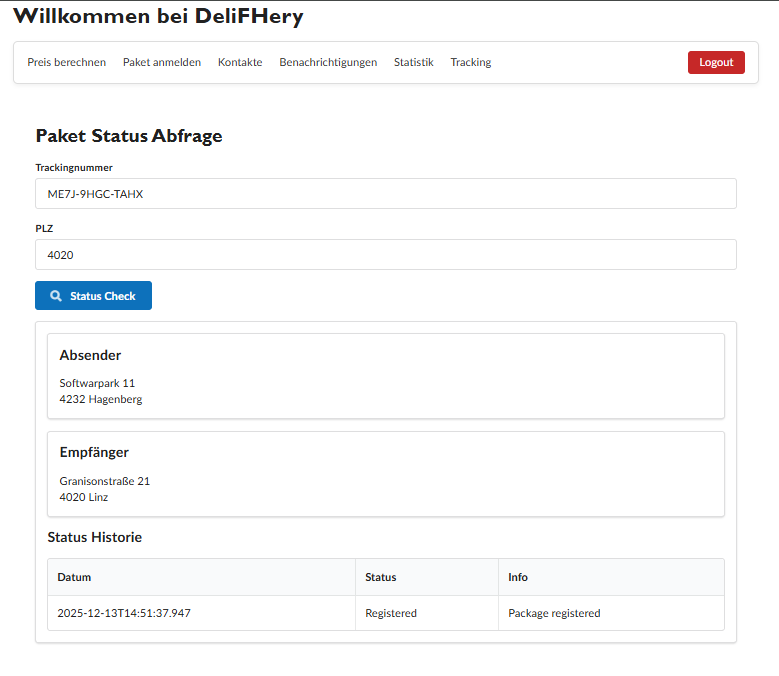 Willkommen bei DeliFHery
Preis berechnen Paket anmelden Kontakte Benachrichtigungen Statistik Tracking Logout
Paket Status Abfrage
Trackingnummer
ME7J-9HGC-TAHX
PLZ
4020
Status Check
Absender
Softwarpark 11
4232 Hagenberg
Empfänger
Granisonstraße 21
4020 Linz
Status Historie
Datum Status Info
2025-12-13T14:51:37.947 Registered Package registered